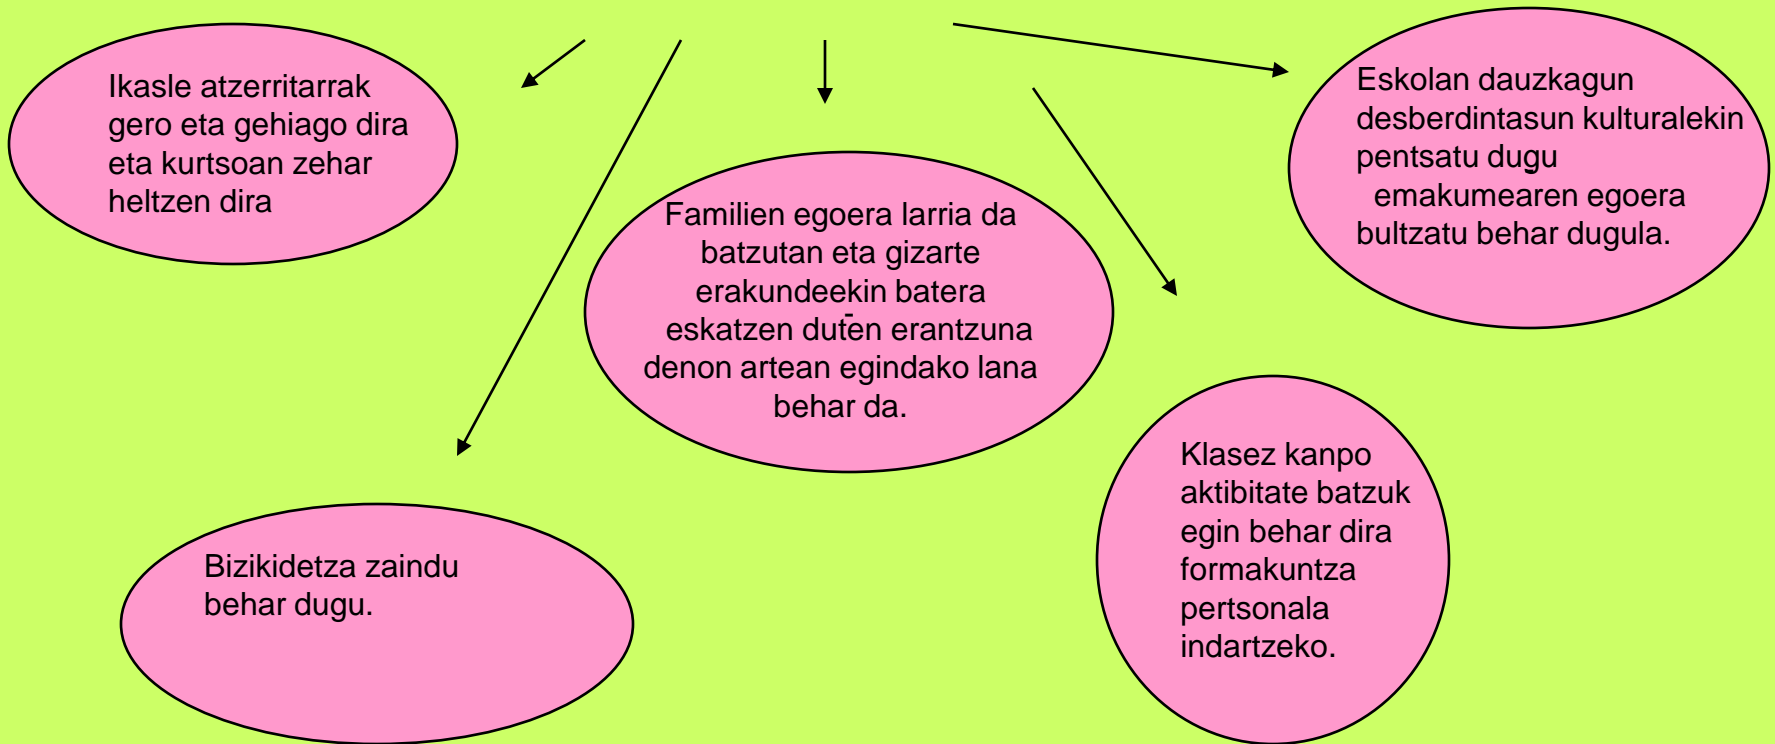 Ikasle atzerritarrak
gero eta gehiago dira
eta kurtsoan zehar
heltzen dira
Eskolan dauzkagun
desberdintasun kulturalekin
pentsatu dugu
emakumearen egoera
bultzatu behar dugula.
Familien egoera larria da
batzutan eta gizarte
erakundeekin batera
eskatzen duten erantzuna
denon artean egindako lana
behar da.
Klasez kanpo
aktibitate batzuk
egin behar dira
formakuntza
pertsonala
indartzeko.
Bizikidetza zaindu
behar dugu.